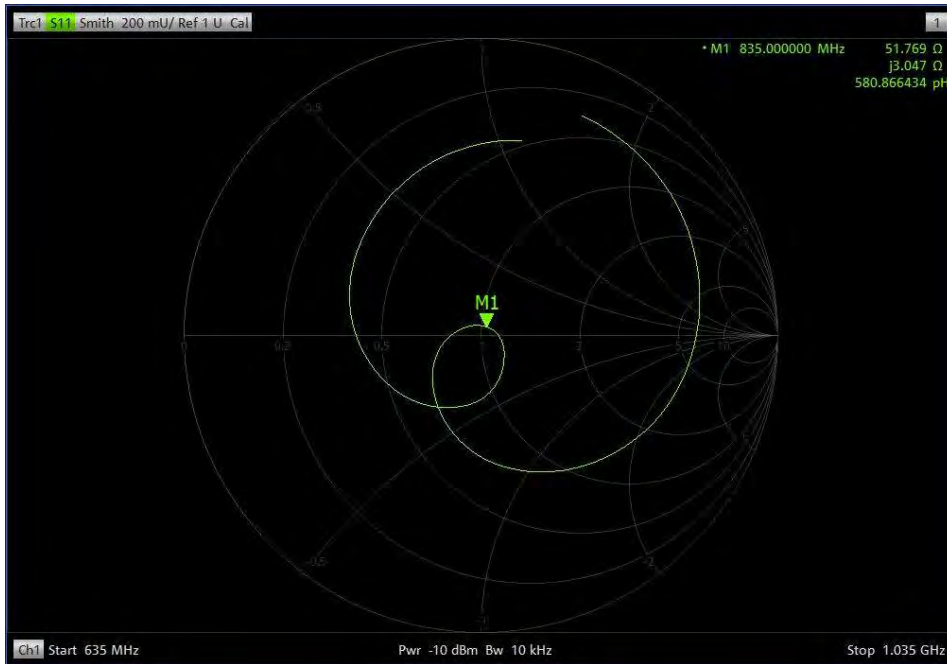 Trc1 S11 Smith 200 mU/ Ref 1 U Cal
1
• M1 835.000000 MHz 51.769 Ω
j3.047 Ω
580.866434 pH
1
0.5
2
5
M1
0 0.2 0.5 1 2 5 10
-0.5
-2
-1
Ch1 Start 635 MHz Pwr -10 dBm Bw 10 kHz Stop 1.035 GHz